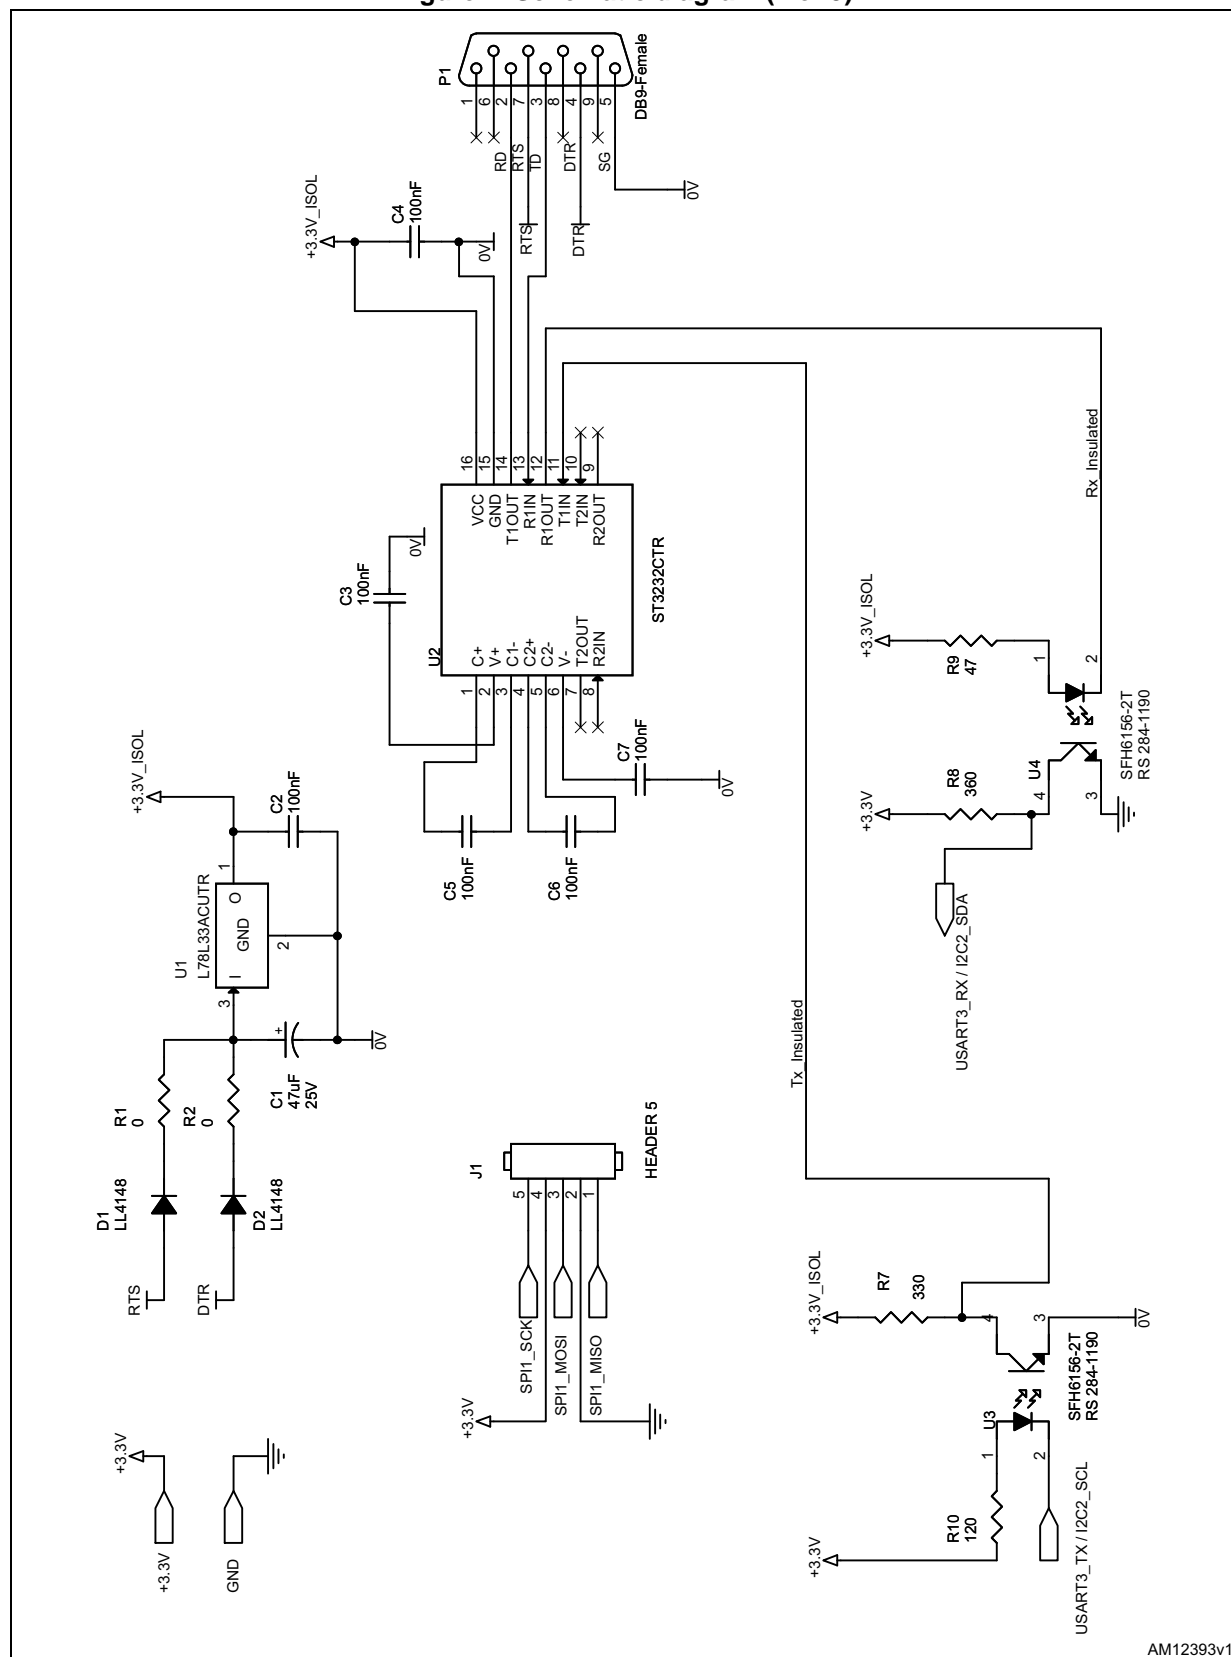 Schematic diagram
P1
DB9-Female
1
6
2
7
3
8
4
9
5
RD
RTS
TD
DTR
SG
0V
RTS
DTR
+3.3V_ISOL
C4
100nF
0V
16
15
14
13
12
11
10
9
VCC
GND
T1OUT
R1IN
R1OUT
T1IN
T2IN
R2OUT
ST3232CTR
U2
C+
V+
C1-
C2+
C2-
V-
T2OUT
R2IN
1
2
3
4
5
6
7
8
C3
100nF
0V
C5
100nF
C6
100nF
C7
100nF
0V
Rx_Insulated
Tx_Insulated
+3.3V_ISOL
R9
47
1
2
SFH6156-2T
RS 284-1190
U4
4
3
R8
360
+3.3V
USART3_RX / I2C2_SDA
+3.3V_ISOL
C2
100nF
1
O
GND
I
2
3
U1
L78L33ACUTR
0V
C1
47uF
25V
+
R1
0
R2
0
D1
LL4148
D2
LL4148
RTS
DTR
J1
HEADER 5
5
4
3
2
1
SPI1_SCK
SPI1_MOSI
SPI1_MISO
+3.3V
+3.3V
+3.3V
GND
+3.3V_ISOL
R7
330
4
3
0V
SFH6156-2T
RS 284-1190
U3
1
2
R10
120
+3.3V
USART3_TX / I2C2_SCL
AM12393v1